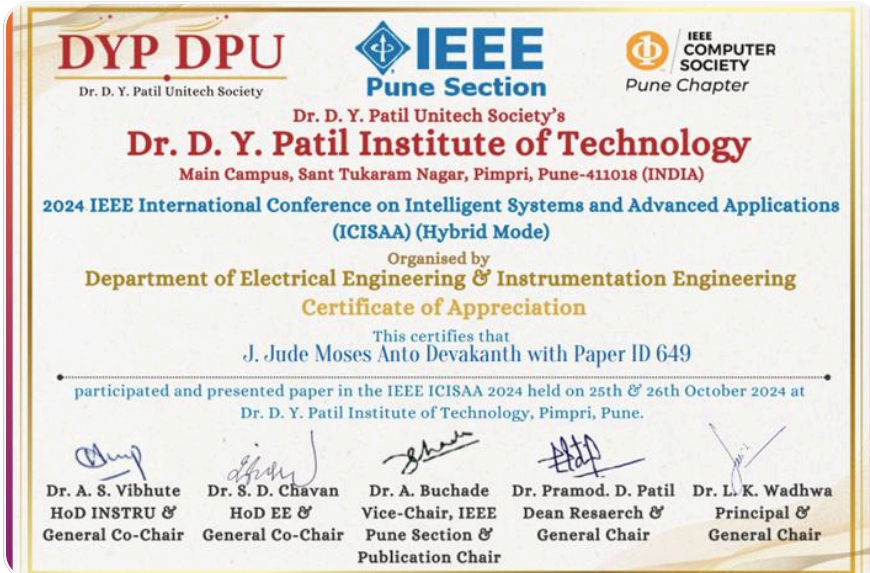 DYP DPU
Dr. D. Y. Patil Unitech Society
IEEE
Pune Section
IEEE
COMPUTER
SOCIETY
Pune Chapter
Dr. D. Y. Patil Unitech Society's
Dr. D. Y. Patil Institute of Technology
Main Campus, Sant Tukaram Nagar, Pimpri, Pune-411018 (INDIA)
2024 IEEE International Conference on Intelligent Systems and Advanced Applications
(ICISAA) (Hybrid Mode)
Organised by
Department of Electrical Engineering & Instrumentation Engineering
Certificate of Appreciation
This certifies that
J. Jude Moses Anto Devakanth with Paper ID 649
participated and presented paper in the IEEE ICISAA 2024 held on 25th & 26th October 2024 at
Dr. D. Y. Patil Institute of Technology, Pimpri, Pune.
Dr. A. S. Vibhute
HoD INSTRU &
General Co-Chair
Dr. S. D. Chavan
HoD EE &
General Co-Chair
Dr. A. Buchade
Vice-Chair, IEEE
Pune Section &
Publication Chair
Dr. Pramod. D. Patil
Dean Resaerch &
General Chair
Dr. L. K. Wadhwa
Principal &
General Chair